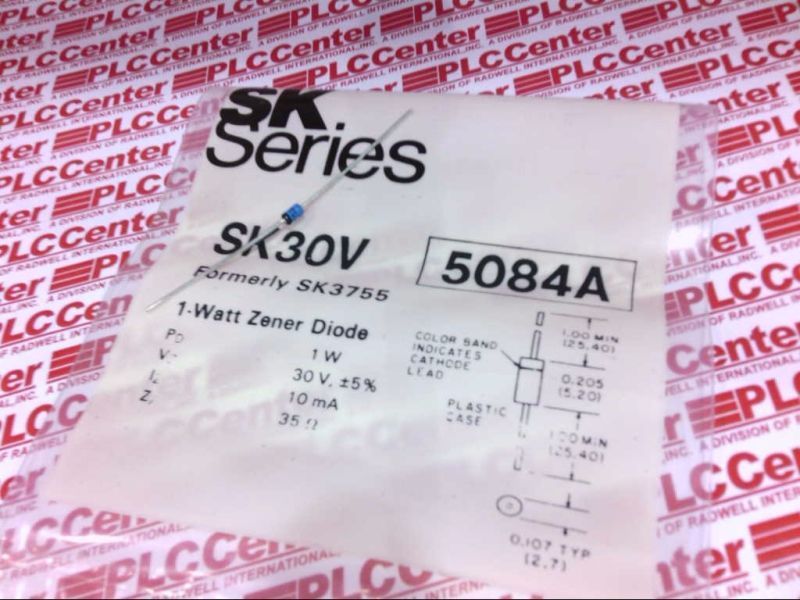 SK
Series
SK30V
Formerly SK3755
5084A
1-Watt Zener Diode
PD 1 W
30 V, ±5%
10 mA
35 Ω
COLOR BAND
INDICATES
CATHODE
LEAD
PLASTIC
CASE
1.00 MIN
(25.40)
0.205
(5.20)
1.00 MIN
(25.40)
0.107 TYP
(2.7)
PLCCenter
A DIVISION OF RADWELL INTERNATIONAL, INC.